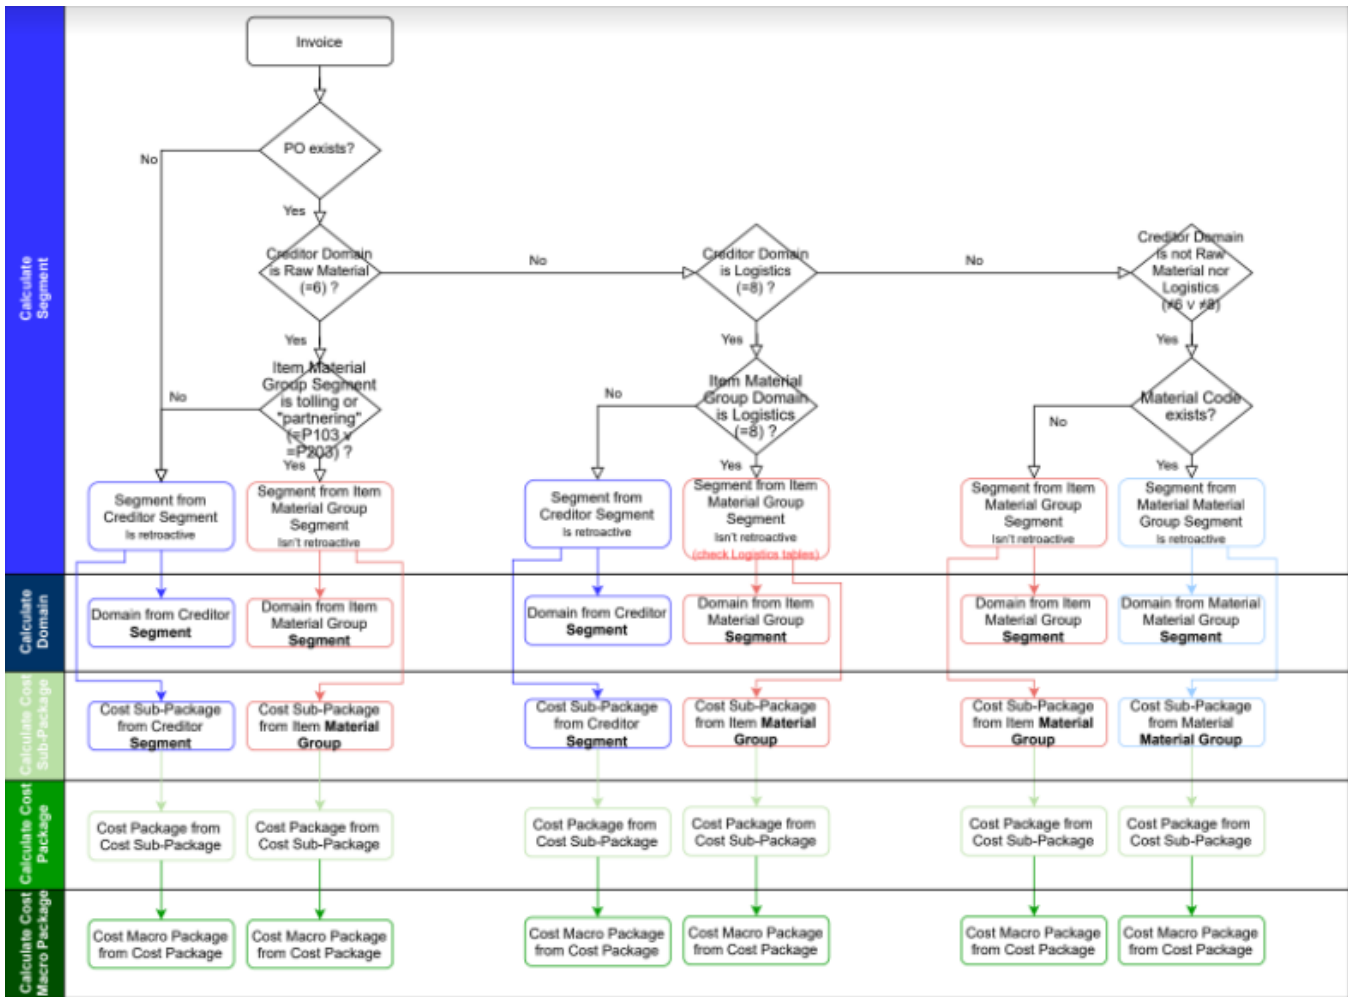 Invoice
PO exists?
No
Yes
Creditor Domain
is Raw Material
(=6) ?
No
Creditor Domain
is Logistics
(=8) ?
No
Creditor Domain
is not Raw
Material nor
Logistics
(≠6 v ≠8)
Yes
Yes
Yes
Item Material
Group Segment
is tolling or
"partnering"
(=P103 v
=P203) ?
No
Yes
Item Material
Group Domain
is Logistics
(=8) ?
No
Yes
Material Code
exists?
No
Yes
Calculate
Segment
Segment from
Creditor Segment
Is retroactive
Segment from Item
Material Group
Segment
Isn't retroactive
Segment from
Creditor Segment
Is retroactive
Segment from Item
Material Group
Segment
Isn't retroactive
(check Logistics tables)
Segment from Item
Material Group
Segment
Isn't retroactive
Segment from
Material Material
Group Segment
Is retroactive
Calculate
Domain
Domain from Creditor
Segment
Domain from Item
Material Group
Segment
Domain from Creditor
Segment
Domain from Item
Material Group
Segment
Domain from Item
Material Group
Segment
Domain from Material
Material Group
Segment
Calculate Cost
Sub-Package
Cost Sub-Package
from Creditor
Segment
Cost Sub-Package
from Item Material
Group
Cost Sub-Package
from Creditor
Segment
Cost Sub-Package
from Item Material
Group
Cost Sub-Package
from Item Material
Group
Cost Sub-Package
from Material
Material Group
Calculate Cost
Package
Cost Package from
Cost Sub-Package
Cost Package from
Cost Sub-Package
Cost Package from
Cost Sub-Package
Cost Package from
Cost Sub-Package
Cost Package from
Cost Sub-Package
Cost Package from
Cost Sub-Package
Calculate Cost
Macro Package
Cost Macro Package
from Cost Package
Cost Macro Package
from Cost Package
Cost Macro Package
from Cost Package
Cost Macro Package
from Cost Package
Cost Macro Package
from Cost Package
Cost Macro Package
from Cost Package